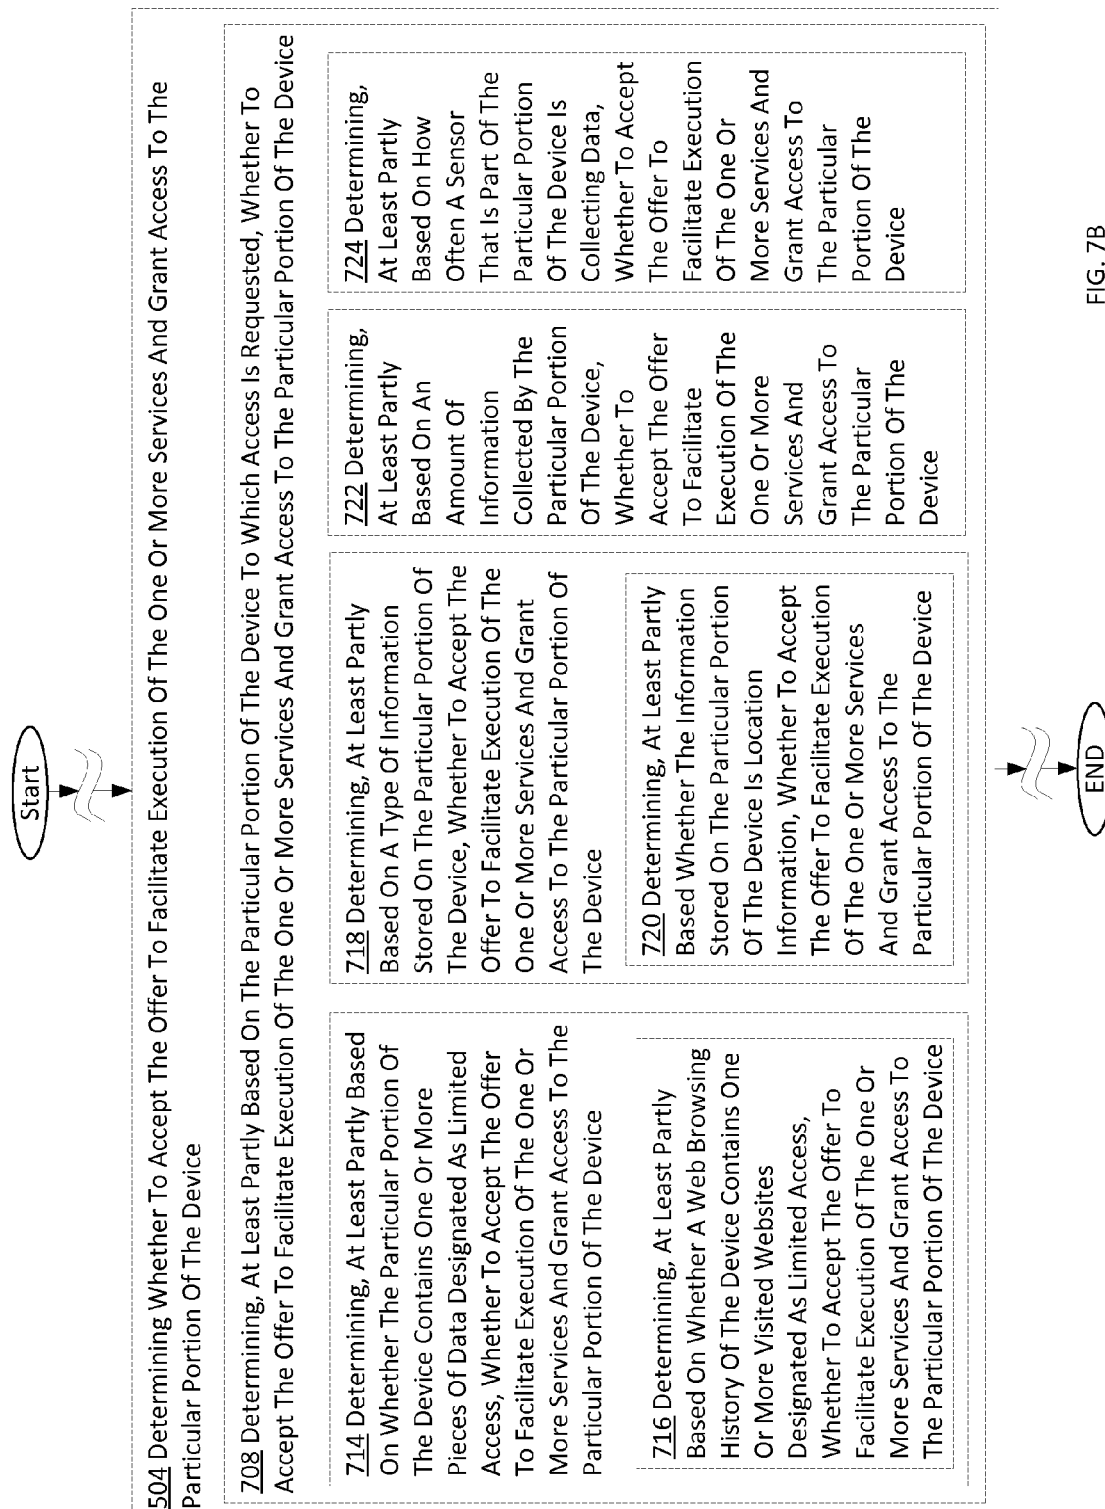 Start
504 Determining Whether To Accept The Offer To Facilitate Execution Of The One Or More Services And Grant Access To The
Particular Portion Of The Device
708 Determining, At Least Partly Based On The Particular Portion Of The Device To Which Access Is Requested, Whether To
Accept The Offer To Facilitate Execution Of The One Or More Services And Grant Access To The Particular Portion Of The Device
714 Determining, At Least Partly Based
On Whether The Particular Portion Of
The Device Contains One Or More
Pieces Of Data Designated As Limited
Access, Whether To Accept The Offer
To Facilitate Execution Of The One Or
More Services And Grant Access To The
Particular Portion Of The Device
716 Determining, At Least Partly
Based On Whether A Web Browsing
History Of The Device Contains One
Or More Visited Websites
Designated As Limited Access,
Whether To Accept The Offer To
Facilitate Execution Of The One Or
More Services And Grant Access To
The Particular Portion Of The Device
718 Determining, At Least Partly
Based On A Type Of Information
Stored On The Particular Portion Of
The Device, Whether To Accept The
Offer To Facilitate Execution Of The
One Or More Services And Grant
Access To The Particular Portion Of
The Device
720 Determining, At Least Partly
Based Whether The Information
Stored On The Particular Portion
Of The Device Is Location
Information, Whether To Accept
The Offer To Facilitate Execution
Of The One Or More Services
And Grant Access To The
Particular Portion Of The Device
722 Determining,
At Least Partly
Based On An
Amount Of
Information
Collected By The
Particular Portion
Of The Device,
Whether To
Accept The Offer
To Facilitate
Execution Of The
One Or More
Services And
Grant Access To
The Particular
Portion Of The
Device
724 Determining,
At Least Partly
Based On How
Often A Sensor
That Is Part Of The
Particular Portion
Of The Device Is
Collecting Data,
Whether To Accept
The Offer To
Facilitate Execution
Of The One Or
More Services And
Grant Access To
The Particular
Portion Of The
Device
END
FIG. 7B